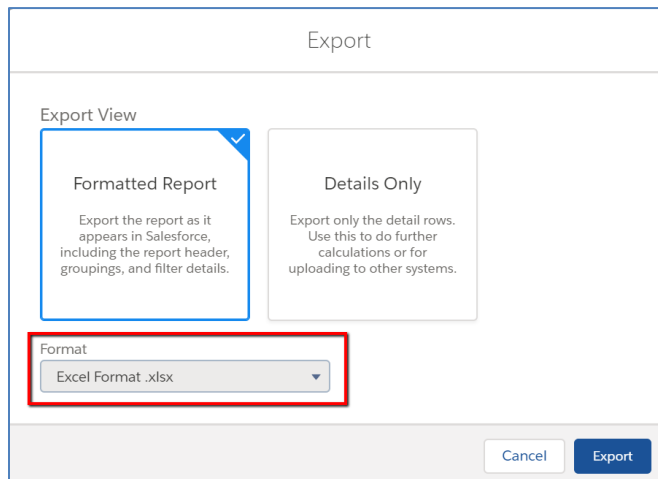 Export
Export View
Formatted Report
Export the report as it
appears in Salesforce,
including the report header,
groupings, and filter details.
Details Only
Export only the detail rows.
Use this to do further
calculations or for
uploading to other systems.
Format
Excel Format .xlsx
Cancel
Export